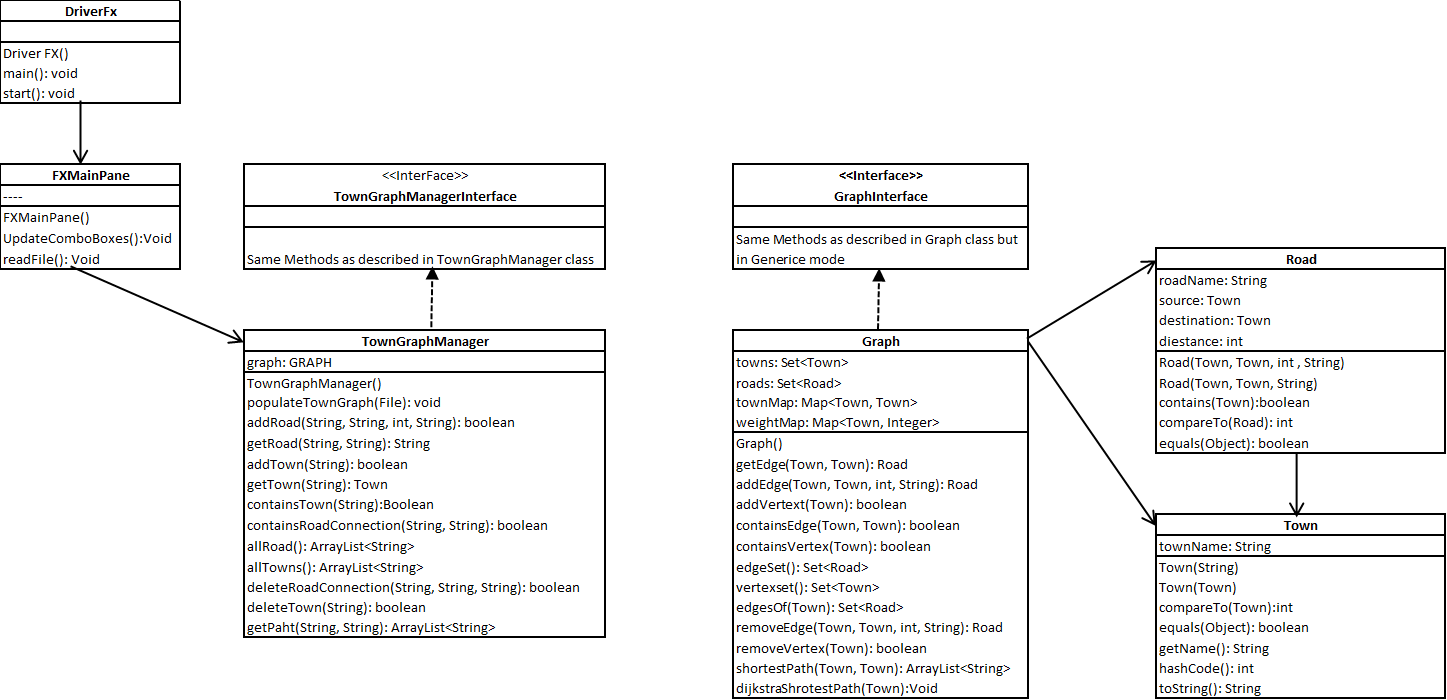 DriverFx
Driver FX()
main(): void
start(): void
FXMainPane
----
FXMainPane()
UpdateComboBoxes():Void
readFile(): Void
<<InterFace>>
TownGraphManagerInterface
Same Methods as described in TownGraphManager class
TownGraphManager
graph: GRAPH
TownGraphManager()
populateTownGraph(File): void
addRoad(String, String, int, String): boolean
getRoad(String, String): String
addTown(String): boolean
getTown(String): Town
containsTown(String):Boolean
containsRoadConnection(String, String): boolean
allRoad(): ArrayList<String>
allTowns(): ArrayList<String>
deleteRoadConnection(String, String, String): boolean
deleteTown(String): boolean
getPaht(String, String): ArrayList<String>
<<Interface>>
GraphInterface
Same Methods as described in Graph class but
in Generice mode
Graph
towns: Set<Town>
roads: Set<Road>
townMap: Map<Town, Town>
weightMap: Map<Town, Integer>
Graph()
getEdge(Town, Town): Road
addEdge(Town, Town, int, String): Road
addVertext(Town): boolean
containsEdge(Town, Town): boolean
containsVertex(Town): boolean
edgeSet(): Set<Road>
vertexset(): Set<Town>
edgesOf(Town): Set<Road>
removeEdge(Town, Town, int, String): Road
removeVertex(Town): boolean
shortestPath(Town, Town): ArrayList<String>
dijkstraShrotestPath(Town):Void
Road
roadName: String
source: Town
destination: Town
diestance: int
Road(Town, Town, int , String)
Road(Town, Town, String)
contains(Town):boolean
compareTo(Road): int
equals(Object): boolean
Town
townName: String
Town(String)
Town(Town)
compareTo(Town):int
equals(Object): boolean
getName(): String
hashCode(): int
toString(): String